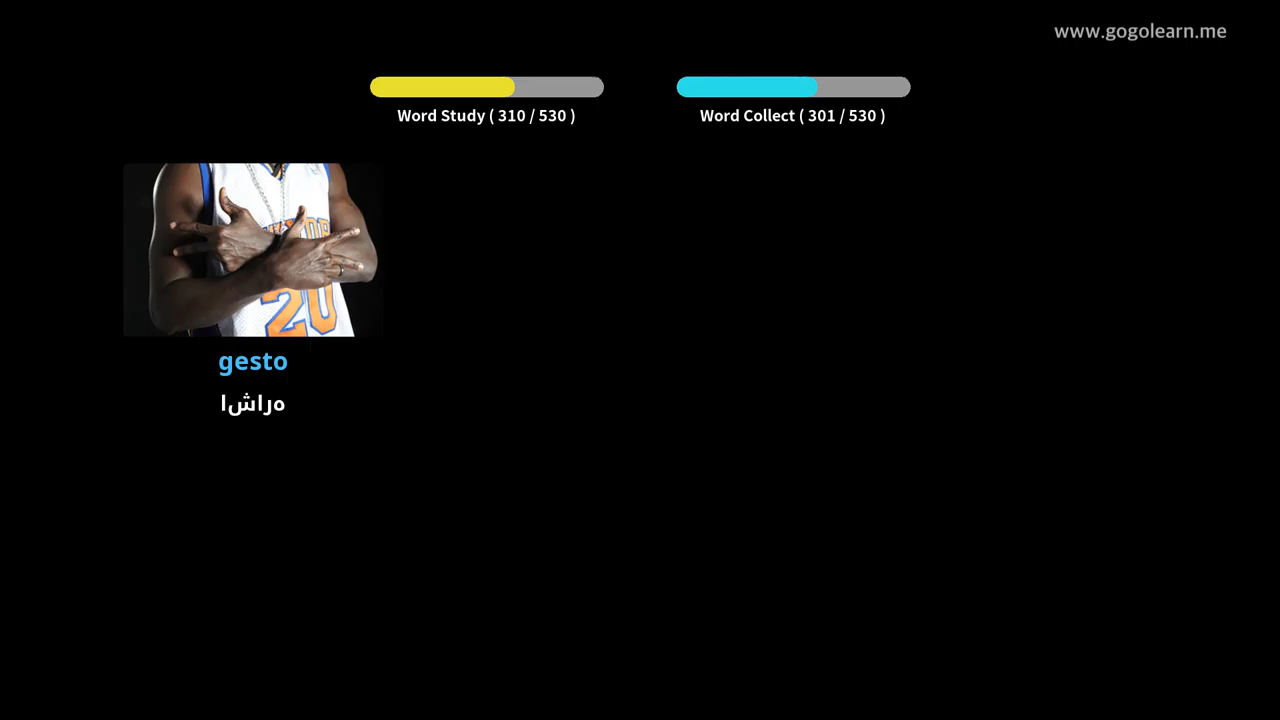 www.gogolearn.me
Word Study ( 310 / 530 )
Word Collect ( 301 / 530 )
20
gesto
اشاره